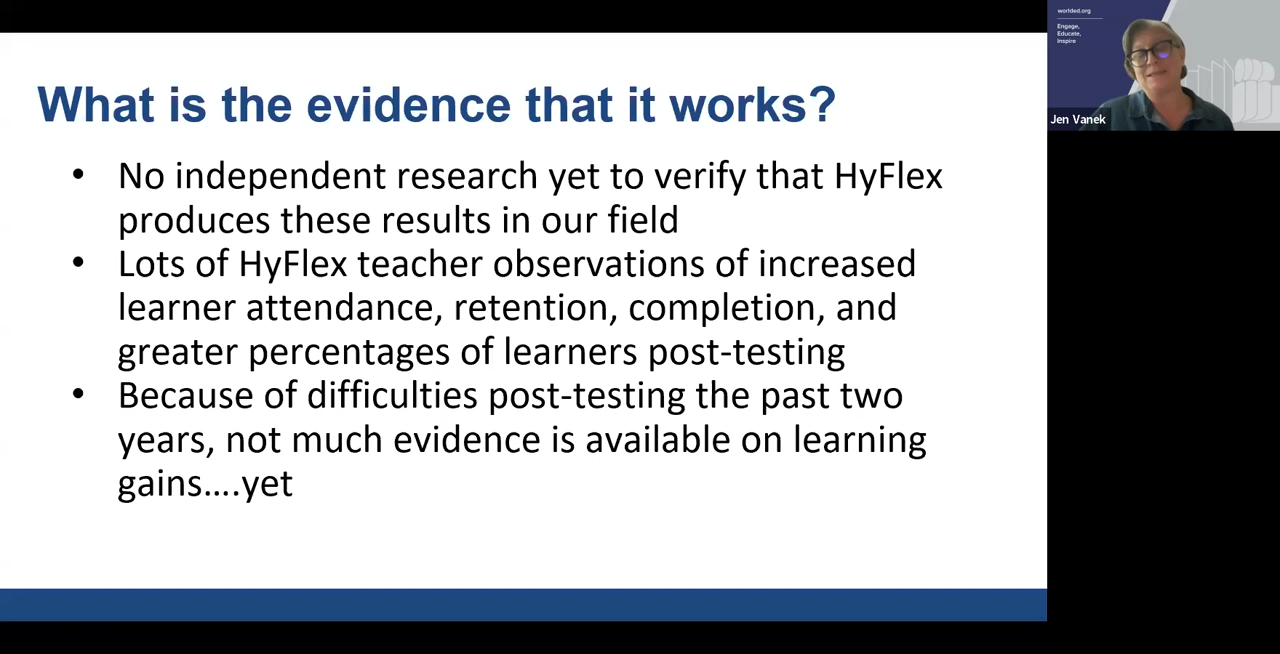 What is the evidence that it works?
• No independent research yet to verify that HyFlex
produces these results in our field
• Lots of HyFlex teacher observations of increased
learner attendance, retention, completion, and
greater percentages of learners post-testing
• Because of difficulties post-testing the past two
years, not much evidence is available on learning
gains….yet
worlded.org
Engage,
Educate,
Inspire
Jen Vanek